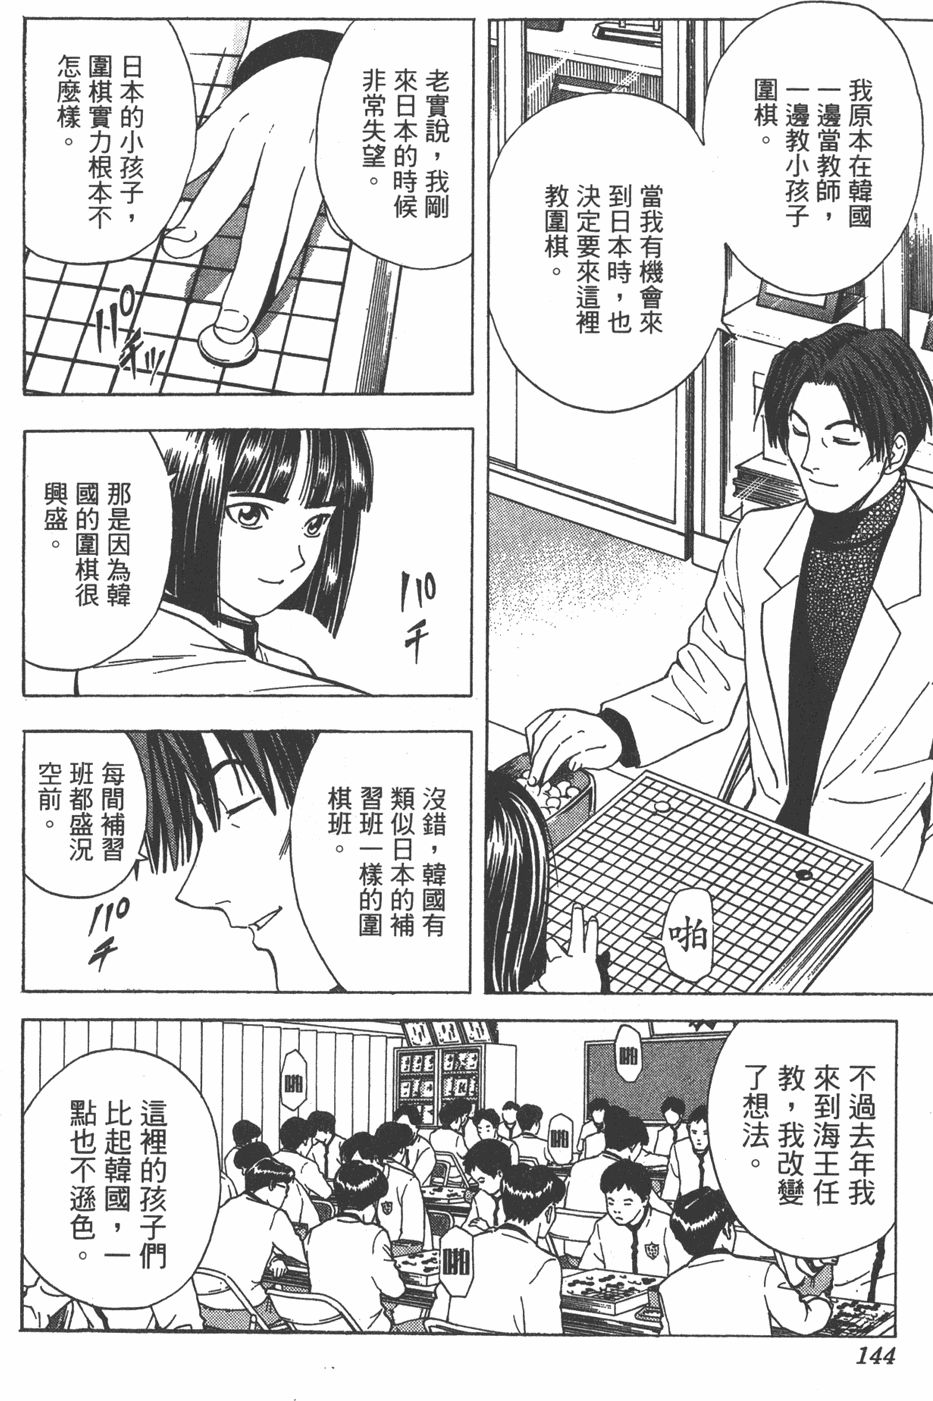 我原本在韓國
一邊當教師，
一邊教小孩子
圍棋。
當我有機會來
到日本時，也
決定要來這裡
教圍棋。
啪
老實說，我剛
來日本的時候
非常失望。
日本的小孩子，
圍棋實力根本不
怎麼樣。
那是因為韓
國的圍棋很
興盛。
沒錯，韓國有
類似日本的補
習班一樣的圍
棋班。
每間補習
班都盛況
空前。
不過去年我
來到海王任
教，我改變
了想法。
啪
啪
啪
啪
這裡的孩子們
比起韓國，一
點也不遜色。
144